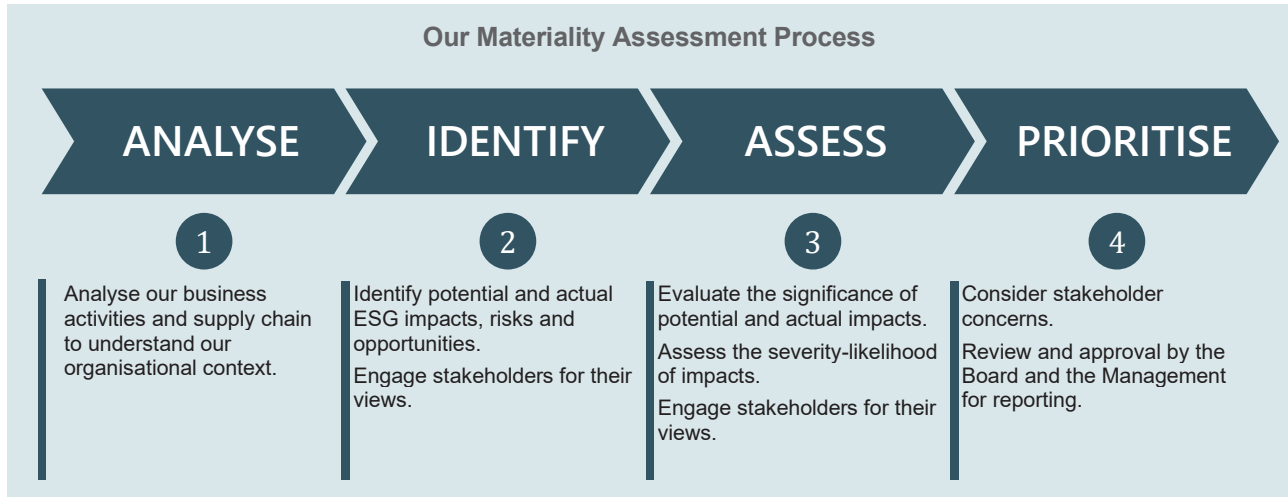 Our Materiality Assessment Process
ANALYSE
IDENTIFY
ASSESS
PRIORITISE
1
2
3
4
Analyse our business
activities and supply chain
to understand our
organisational context.
Identify potential and actual
ESG impacts, risks and
opportunities.
Engage stakeholders for their
views.
Evaluate the significance of
potential and actual impacts.
Assess the severity-likelihood
of impacts.
Engage stakeholders for their
views.
Consider stakeholder
concerns.
Review and approval by the
Board and the Management
for reporting.